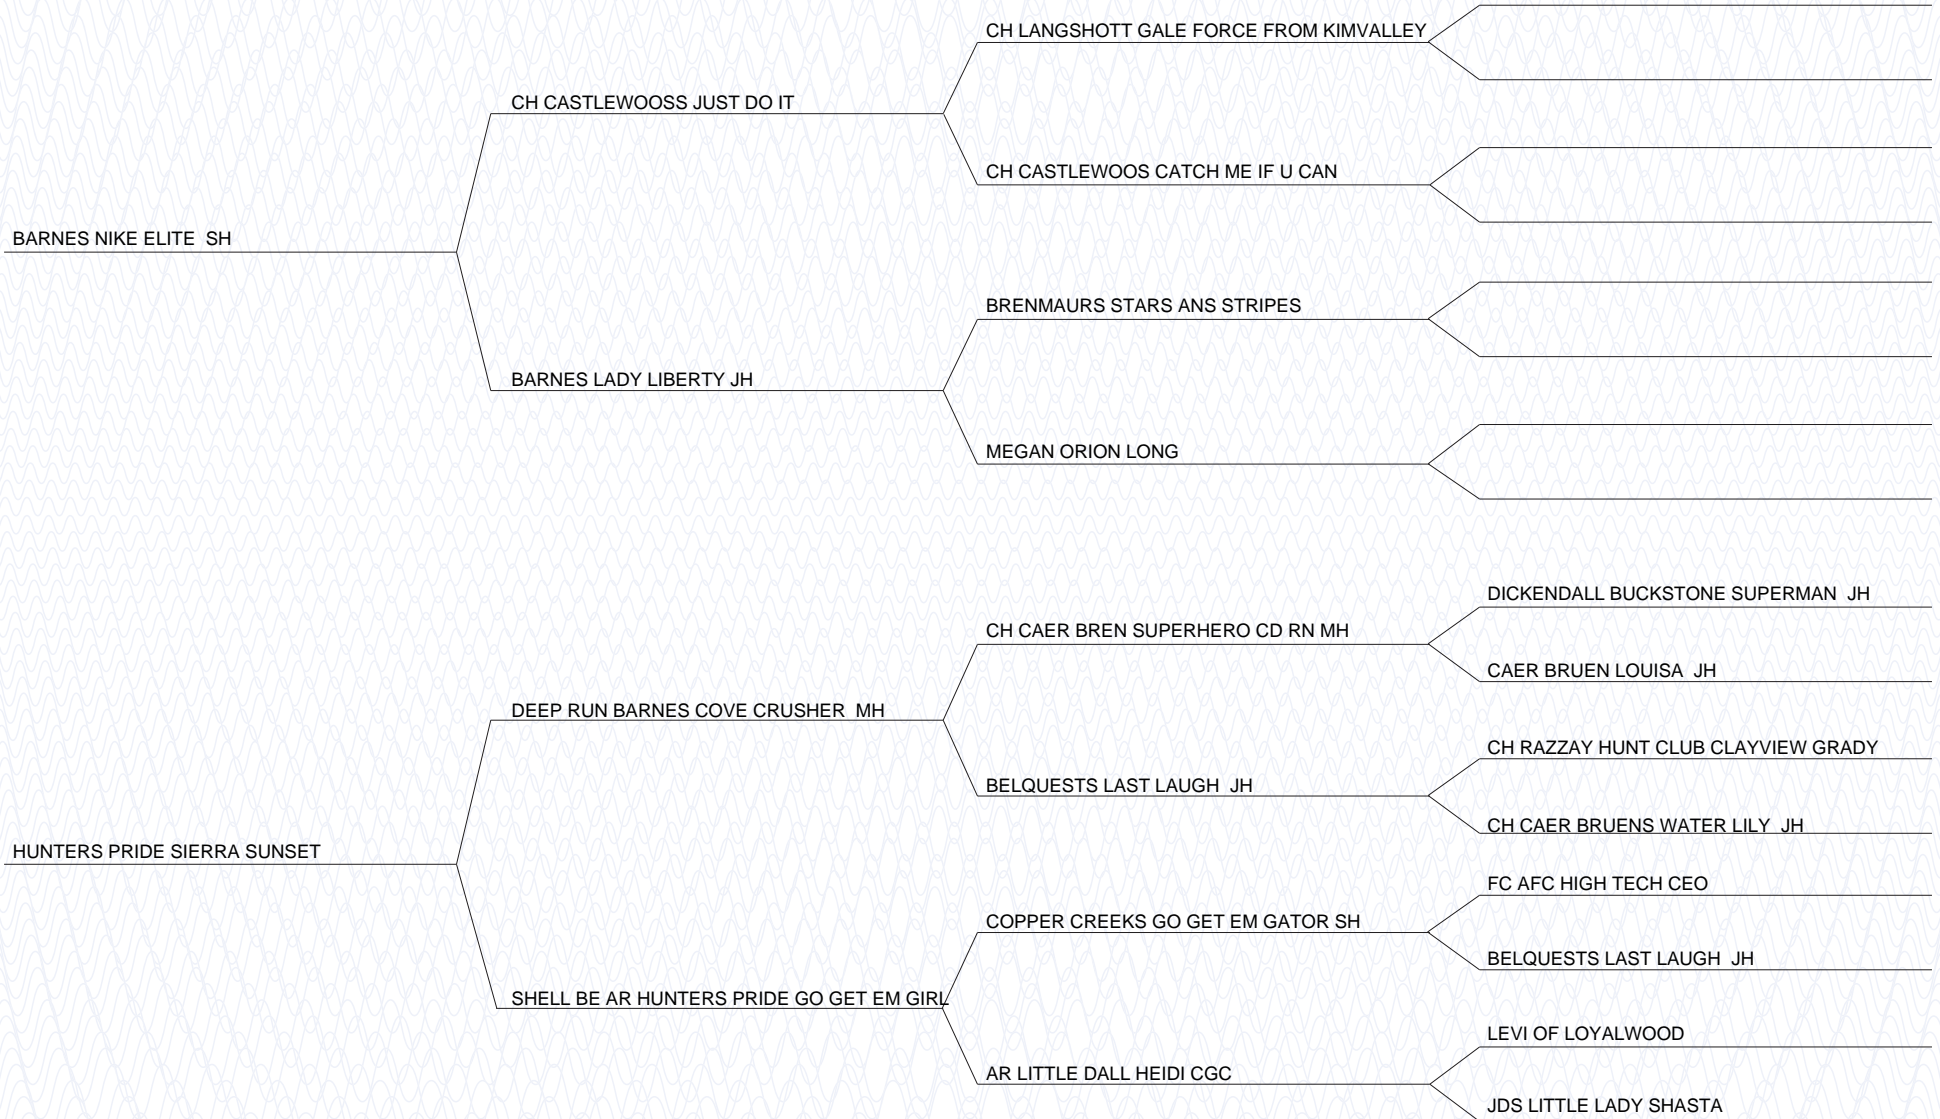 CH LANGSHOTT GALE FORCE FROM KIMVALLEY
CH CASTLEWOOSS JUST DO IT
CH CASTLEWOOS CATCH ME IF U CAN
BARNES NIKE ELITE  SH
BRENMAURS STARS ANS STRIPES
BARNES LADY LIBERTY JH
MEGAN ORION LONG
DICKENDALL BUCKSTONE SUPERMAN  JH
CH CAER BREN SUPERHERO CD RN MH
CAER BRUEN LOUISA  JH
DEEP RUN BARNES COVE CRUSHER  MH
CH RAZZAY HUNT CLUB CLAYVIEW GRADY
BELQUESTS LAST LAUGH  JH
CH CAER BRUENS WATER LILY  JH
HUNTERS PRIDE SIERRA SUNSET
FC AFC HIGH TECH CEO
COPPER CREEKS GO GET EM GATOR SH
BELQUESTS LAST LAUGH  JH
SHELL BE AR HUNTERS PRIDE GO GET EM GIRL
LEVI OF LOYALWOOD
AR LITTLE DALL HEIDI CGC
JDS LITTLE LADY SHASTA